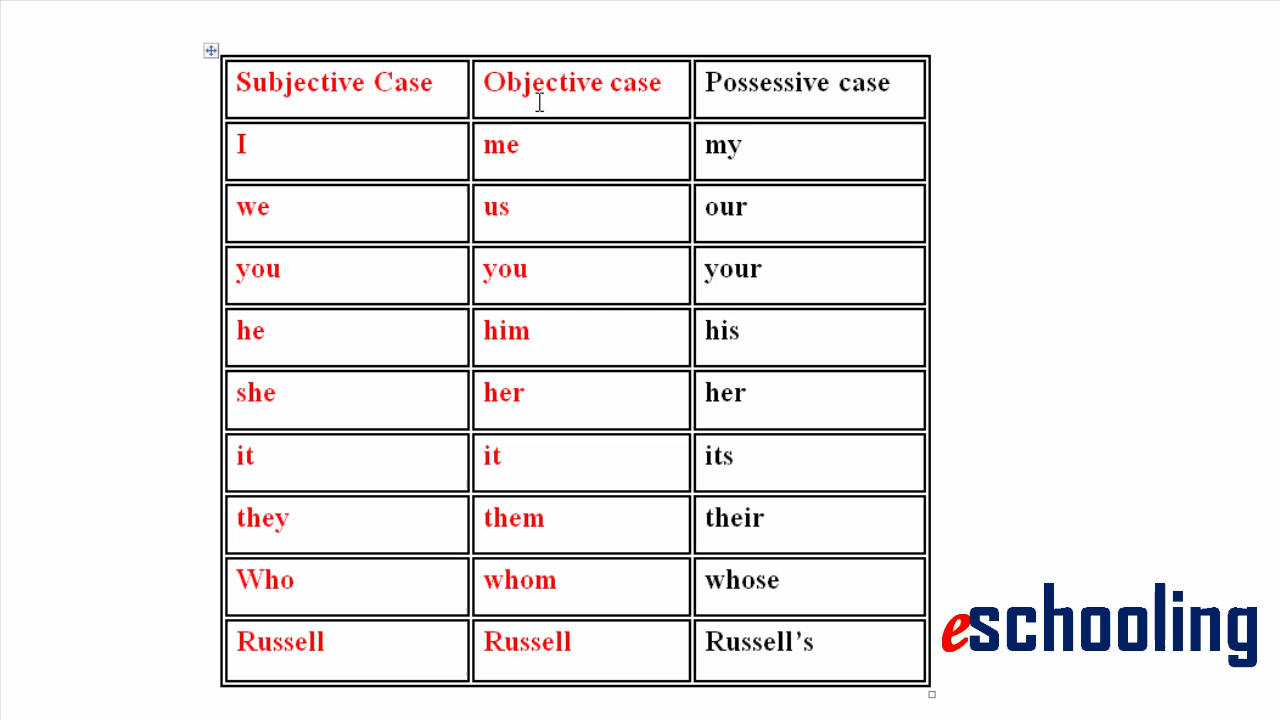 Subjective Case Objective case Possessive case
I me my
we us our
you you your
he him his
she her her
it it its
they them their
Who whom whose
Russell Russell Russell’s
eschooling